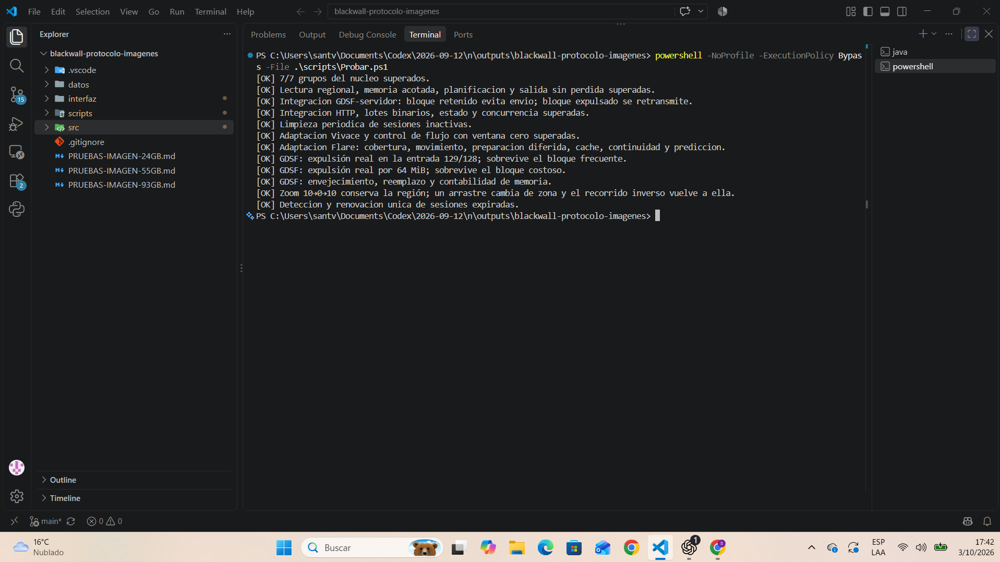 File Edit Selection View Go Run Terminal Help
blackwall-protocolo-imagenes
Explorer
blackwall-protocolo-imagenes
.vscode
datos
interfaz
scripts
src
.gitignore
PRUEBAS-IMAGEN-24GB.md
PRUEBAS-IMAGEN-55GB.md
PRUEBAS-IMAGEN-93GB.md
15
2
Outline
Timeline
Problems Output Debug Console Terminal Ports
PS C:\Users\santv\Documents\Codex\2026-09-12\n\outputs\blackwall-protocolo-imagenes> powershell -NoProfile -ExecutionPolicy Bypas
s -File .\scripts\Probar.ps1
[OK] 7/7 grupos del nucleo superados.
[OK] Lectura regional, memoria acotada, planificacion y salida sin perdida superadas.
[OK] Integracion GDSF-servidor: bloque retenido evita envio; bloque expulsado se retransmite.
[OK] Integracion HTTP, lotes binarios, estado y concurrencia superadas.
[OK] Limpieza periodica de sesiones inactivas.
[OK] Adaptacion Vivace y control de flujo con ventana cero superadas.
[OK] Adaptacion Flare: cobertura, movimiento, preparacion diferida, cache, continuidad y prediccion.
[OK] GDSF: expulsión real en la entrada 129/128; sobrevive el bloque frecuente.
[OK] GDSF: expulsión real por 64 MiB; sobrevive el bloque costoso.
[OK] GDSF: envejecimiento, reemplazo y contabilidad de memoria.
[OK] Zoom 10→0→10 conserva la región; un arrastre cambia de zona y el recorrido inverso vuelve a ella.
[OK] Deteccion y renovacion unica de sesiones expiradas.
PS C:\Users\santv\Documents\Codex\2026-09-12\n\outputs\blackwall-protocolo-imagenes>
java
powershell
main* 0 0
16°C
Nublado
Buscar
1
S
ESP
LAA
17:42
3/10/2026